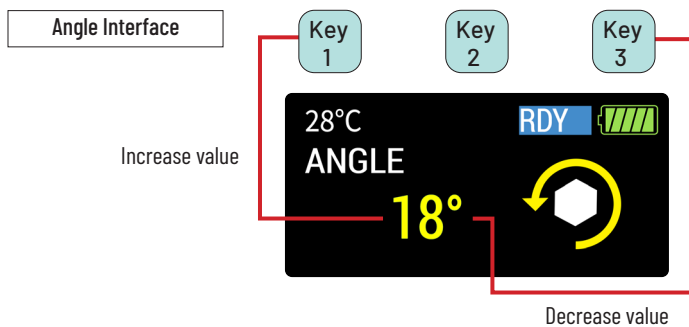 Angle Interface
Key
1
Key
2
Key
3
28°C
RDY
ANGLE
Increase value
18°
Decrease value